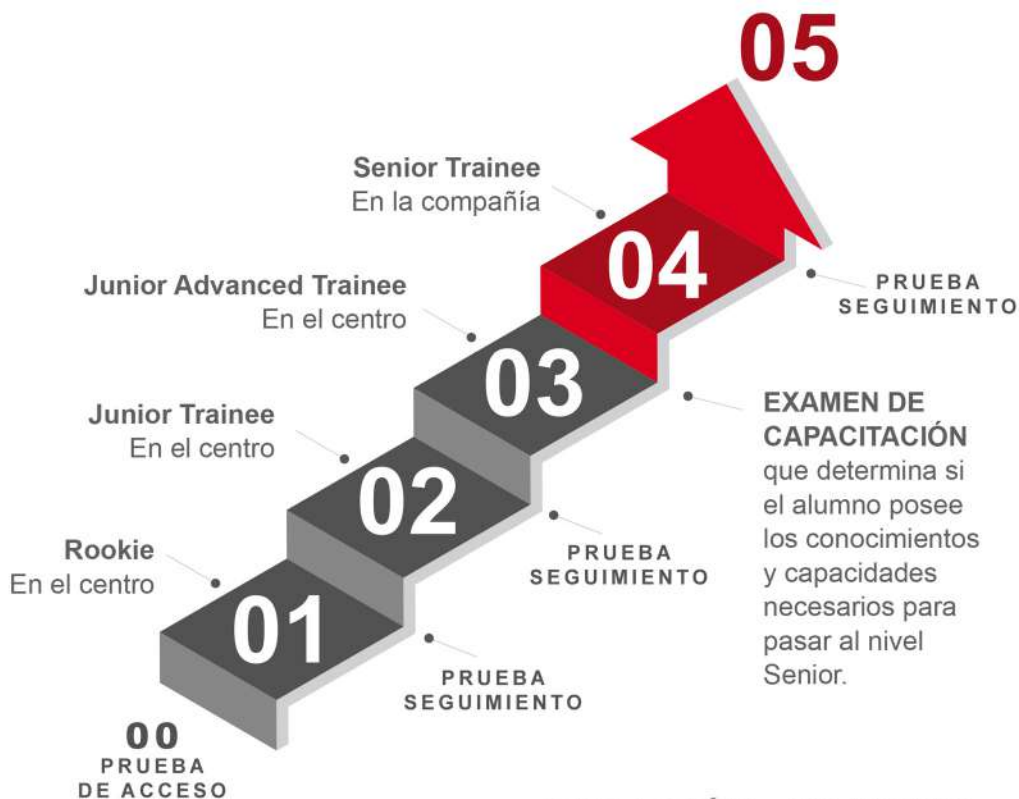 05
Senior Trainee
En la compañía
04
PRUEBA
SEGUIMIENTO
Junior Advanced Trainee
En el centro
03
EXAMEN DE
CAPACITACIÓN
que determina si
el alumno posee
los conocimientos
y capacidades
necesarios para
pasar al nivel
Senior.
Junior Trainee
En el centro
02
PRUEBA
SEGUIMIENTO
Rookie
En el centro
01
PRUEBA
SEGUIMIENTO
00
PRUEBA
DE ACCESO